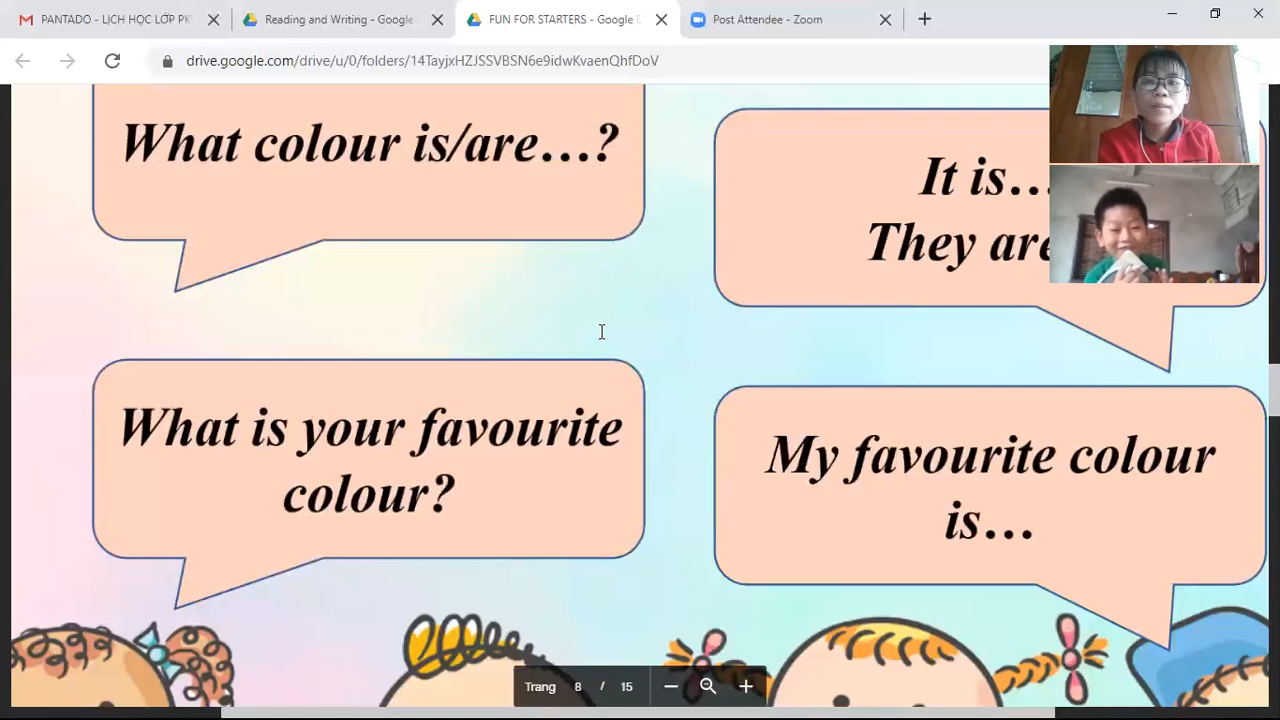 PANTADO - LỊCH HỌC LỚP PK
Reading and Writing - Google
FUN FOR STARTERS - Google
Post Attendee - Zoom
drive.google.com/drive/u/0/folders/14TayjxHZJSSVBSN6e9idwKvaenQhfDoV
What colour is/are…?
It is…
They are
What is your favourite
colour?
My favourite colour
is…
Trang 8 / 15